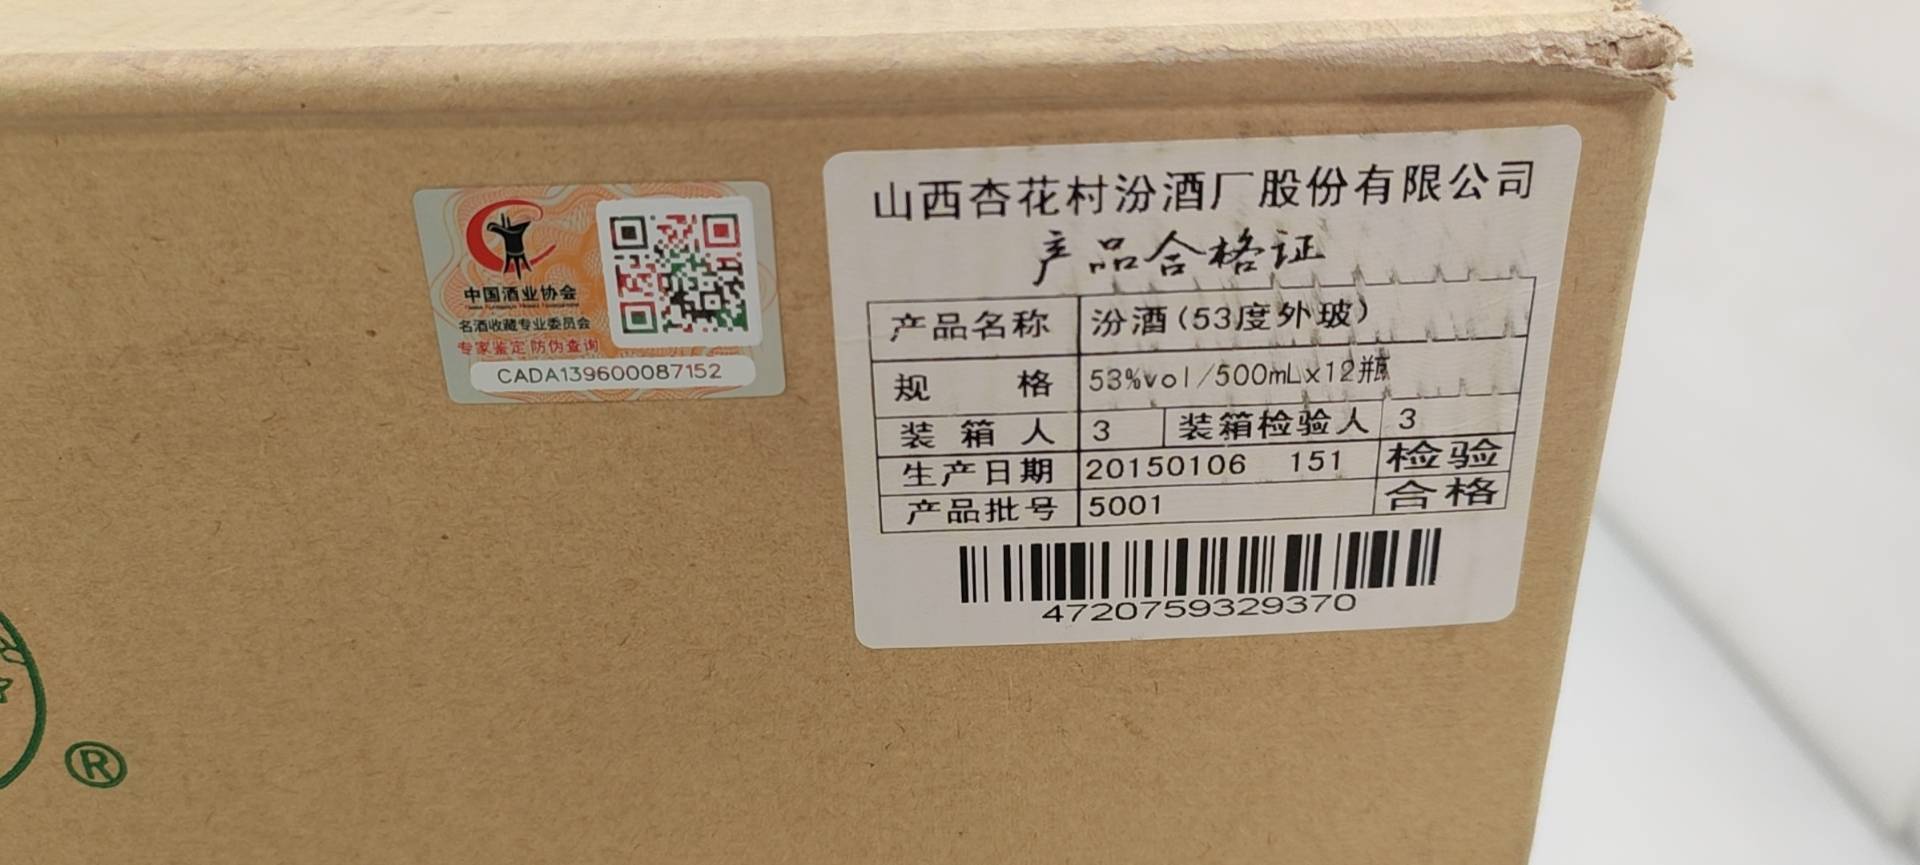 中国酒业协会
名酒收藏专业委员会
专家鉴定 防伪查询
CADA139600087152
山西杏花村汾酒厂股份有限公司
产品合格证
产品名称 汾酒(53度外玻)
规格 53%vol/500mL×12瓶
装箱人 3 装箱检验人 3
生产日期 20150106 151 检验
产品批号 5001 合格
4720759329370
®